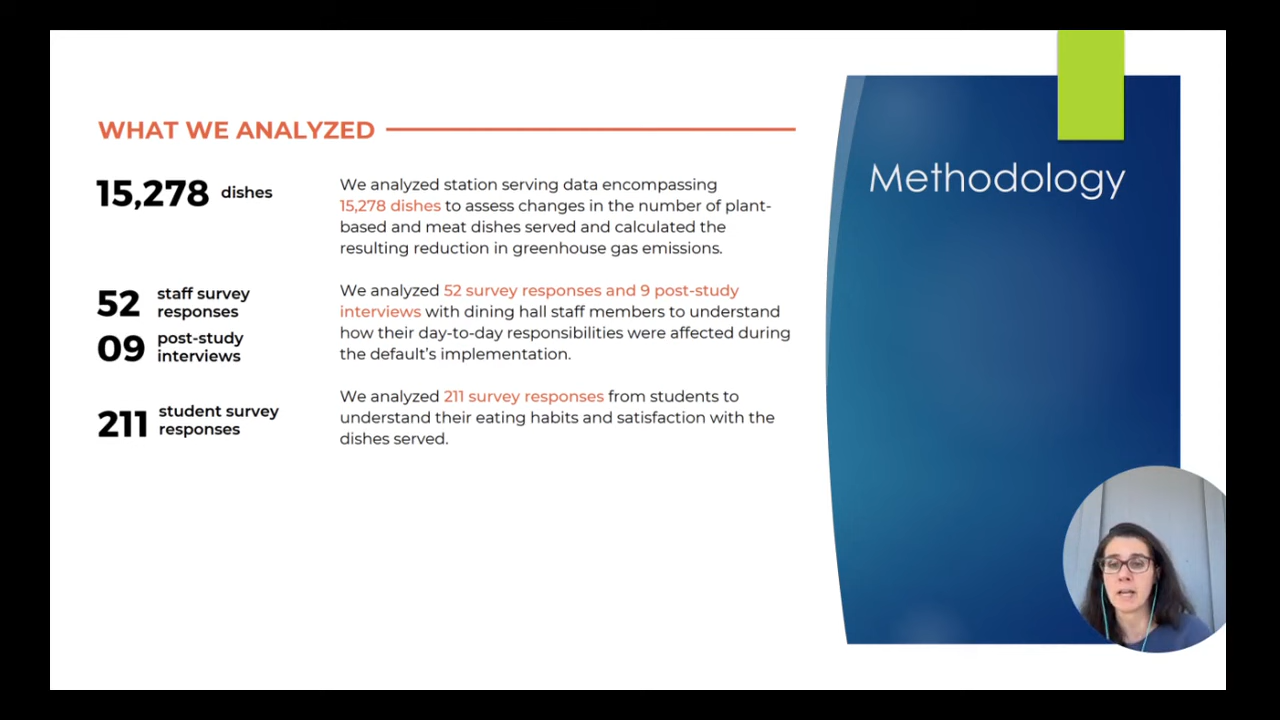 WHAT WE ANALYZED
15,278 dishes
We analyzed station serving data encompassing
15,278 dishes to assess changes in the number of plant-
based and meat dishes served and calculated the
resulting reduction in greenhouse gas emissions.
52 staff survey
responses
09 post-study
interviews
We analyzed 52 survey responses and 9 post-study
interviews with dining hall staff members to understand
how their day-to-day responsibilities were affected during
the default's implementation.
211 student survey
responses
We analyzed 211 survey responses from students to
understand their eating habits and satisfaction with the
dishes served.
Methodology